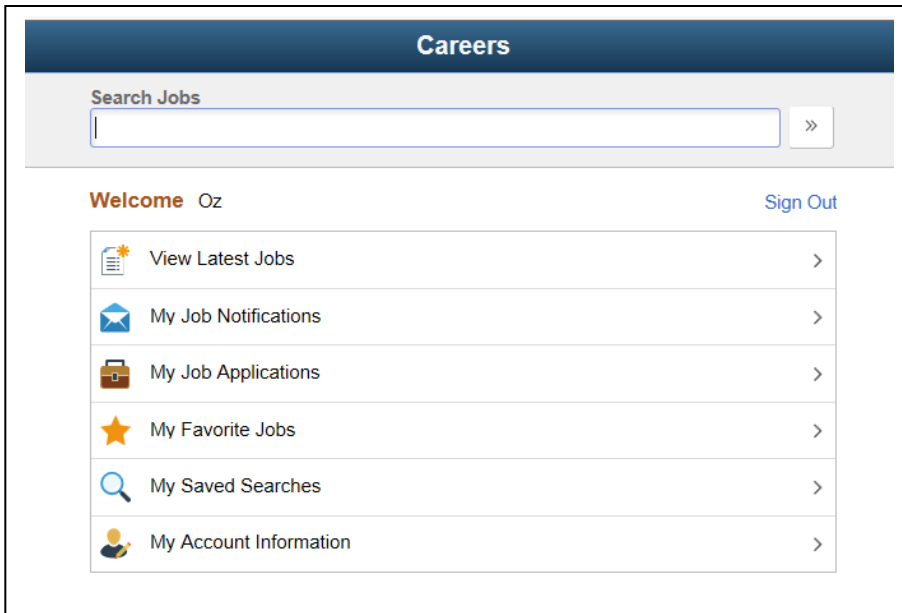 Careers
Search Jobs
»
Welcome Oz
Sign Out
View Latest Jobs
My Job Notifications
My Job Applications
My Favorite Jobs
My Saved Searches
My Account Information